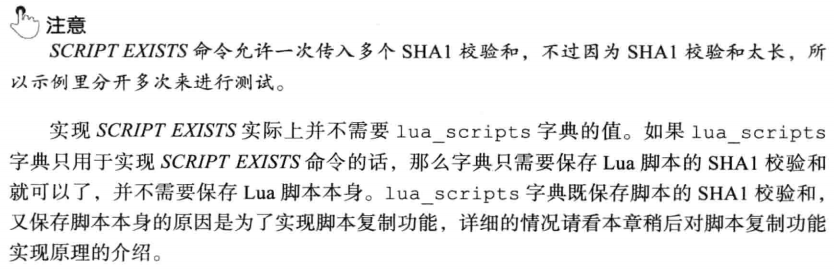 注意
SCRIPT EXISTS 命令允许一次传入多个 SHA1 校验和，不过因为 SHA1 校验和太长，所
以示例里分开多次来进行测试。
实现 SCRIPT EXISTS 实际上并不需要 lua_scripts 字典的值。如果 lua_scripts
字典只用于实现 SCRIPT EXISTS 命令的话，那么字典只需要保存 Lua 脚本的 SHA1 校验和
就可以了，并不需要保存 Lua 脚本本身。lua_scripts 字典既保存脚本的 SHA1 校验和，
又保存脚本本身的原因是为了实现脚本复制功能，详细的情况请看本章稍后对脚本复制功能
实现原理的介绍。